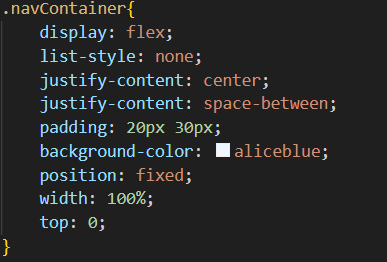 .navContainer{
display: flex;
list-style: none;
justify-content: center;
justify-content: space-between;
padding: 20px 30px;
background-color: aliceblue;
position: fixed;
width: 100%;
top: 0;
}